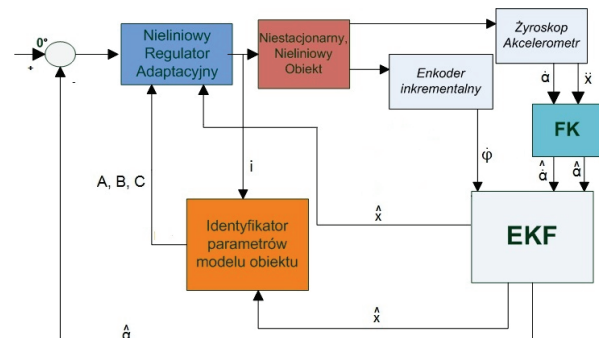 0°
+
-
Nieliniowy
Regulator
Adaptacyjny
Niestacjonarny,
Nieliniowy
Obiekt
Żyroskop
Akcelerometr
Enkoder
inkrementalny
α̇
ẍ
FK
φ̇
α̂̇
α̂
A, B, C
i
x̂
EKF
Identyfikator
parametrów
modelu obiektu
x̂
α̂